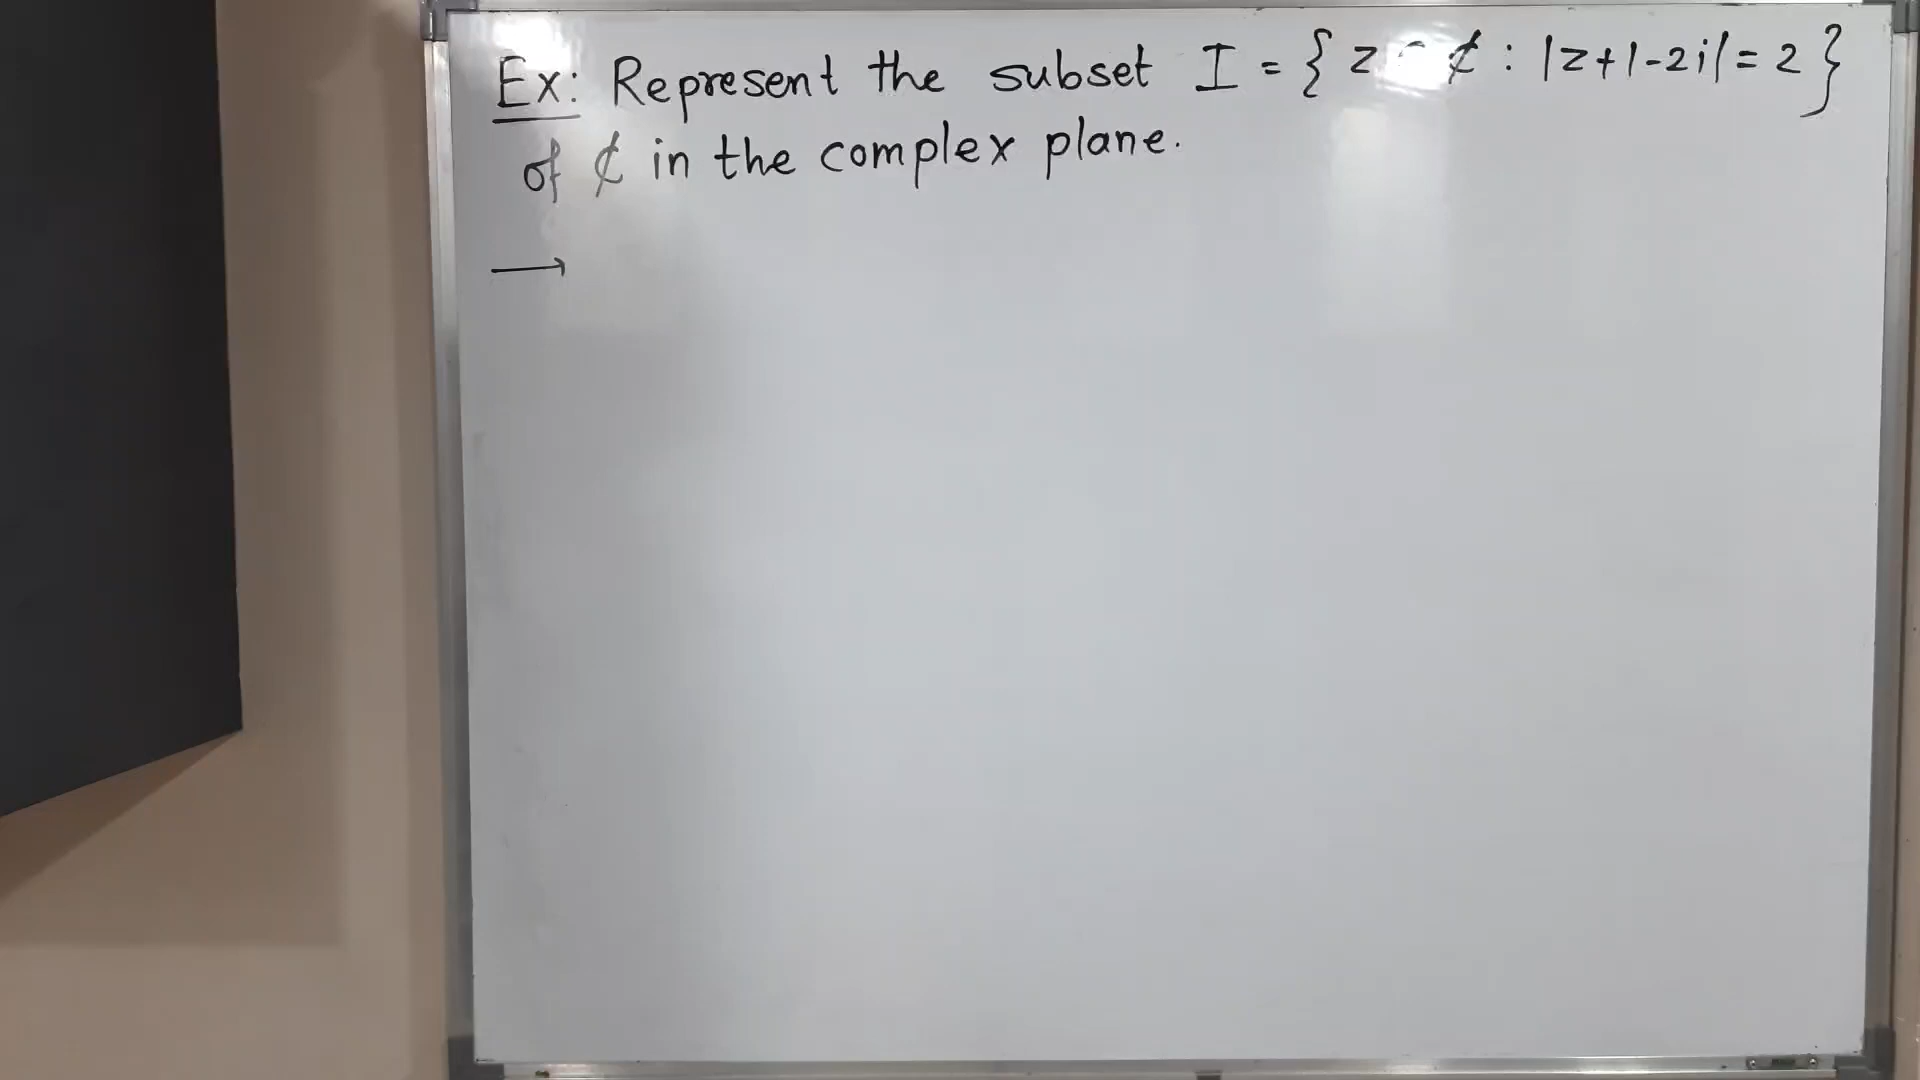 Ex: Represent the subset I = { z ∈ ₵ : |z+1-2i| = 2 }
of ₵ in the complex plane.
→